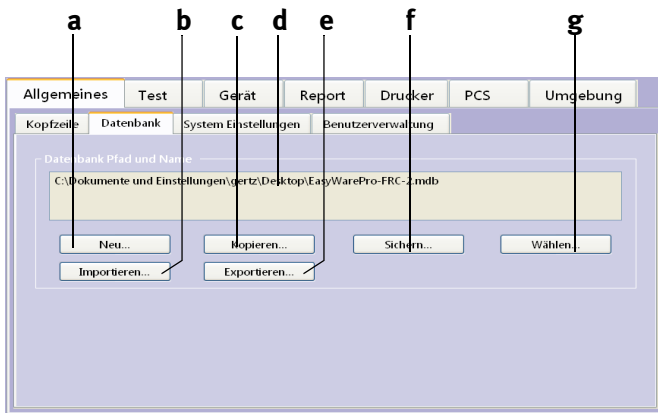 a b c d e f g
Allgemeines Test Gerät Report Drucker PCS Umgebung
Kopfzeile Datenbank System Einstellungen Benutzerverwaltung
Datenbank Pfad und Name
C:\Dokumente und Einstellungen\gertz\Desktop\EasyWarePro-FRC-2.mdb
Neu... Kopieren... Sichern... Wählen...
Importieren... Exportieren...